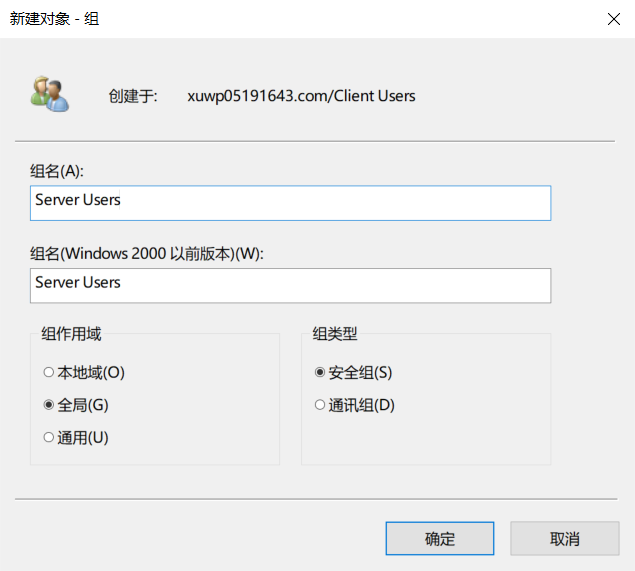 新建对象 - 组
创建于: xuwp05191643.com/Client Users
组名(A):
Server Users
组名(Windows 2000 以前版本)(W):
Server Users
组作用域 组类型
本地域(O) 安全组(S)
全局(G) 通讯组(D)
通用(U)
确定 取消